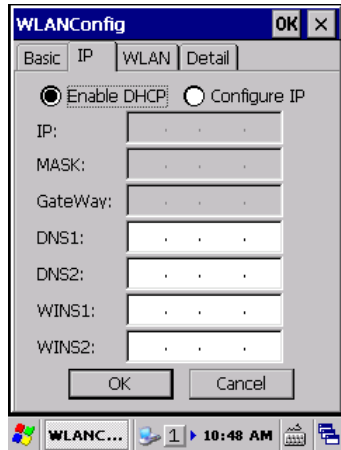 WLANConfig OK ×
Basic IP WLAN Detail
Enable DHCP Configure IP
IP: . . .
MASK: . . .
GateWay: . . .
DNS1: . . .
DNS2: . . .
WINS1: . . .
WINS2: . . .
OK Cancel
WLANC... 1 10:48 AM